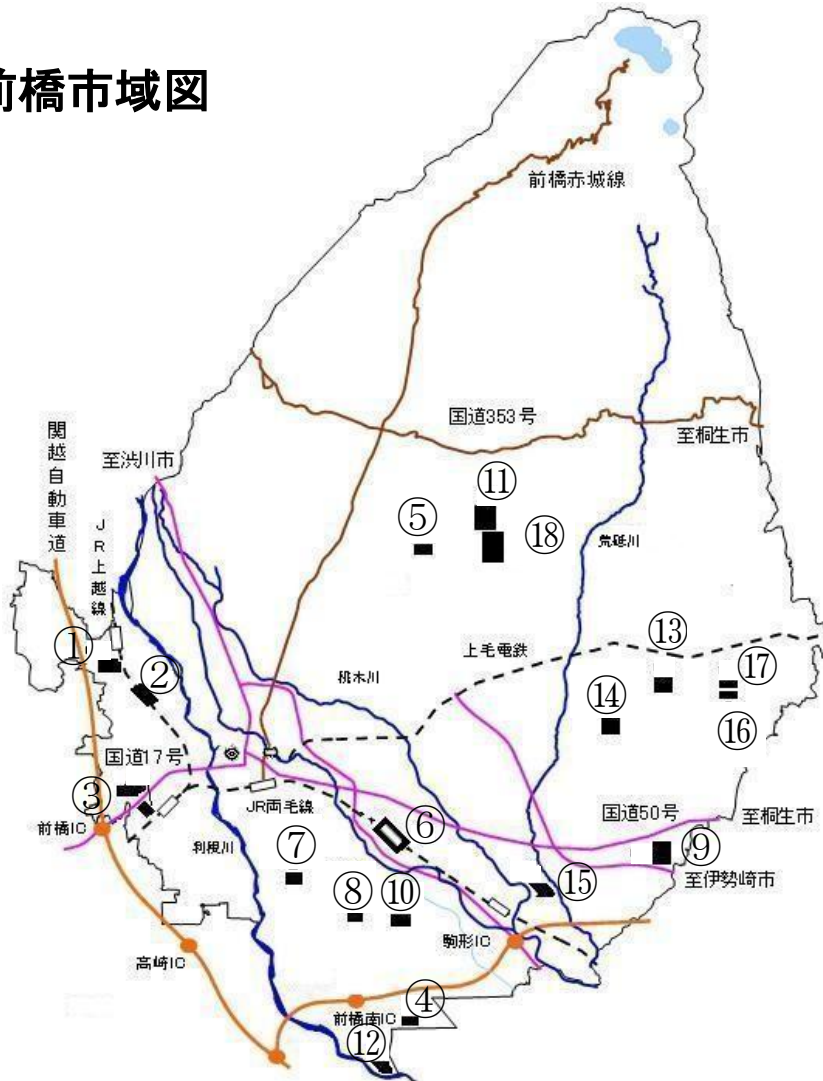 前橋市域図
前橋赤城線
国道353号
至桐生市
関越自動車道
至渋川市
JR上越線
⑪
⑤
⑱
荒砥川
①
②
上毛電鉄
⑬
⑰
桃木川
⑭
⑯
国道17号
③
前橋IC
JR両毛線
⑥
国道50号
至桐生市
利根川
⑦
⑨
⑧
⑩
⑮
至伊勢崎市
駒形IC
高崎IC
④
前橋南IC
⑫